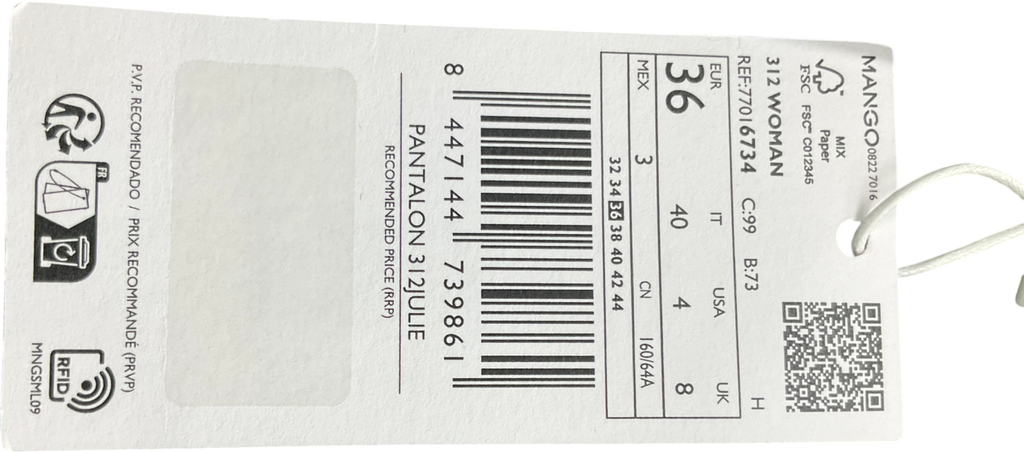 MANGO 0822 7016
FSC
MIX
Paper
FSC™ C012345
312 WOMAN
REF:77016734 C:99 B:73 H
EUR IT USA UK
36 40 4 8
MEX 3 CN 160/64A
32 34 36 38 40 42 44
8 447144 739861
PANTALON 312JULIE
RECOMMENDED PRICE (RRP)
P.V.P. RECOMENDADO / PRIX RECOMMANDÉ (PRVP)
FR
RFID
MNGSML09